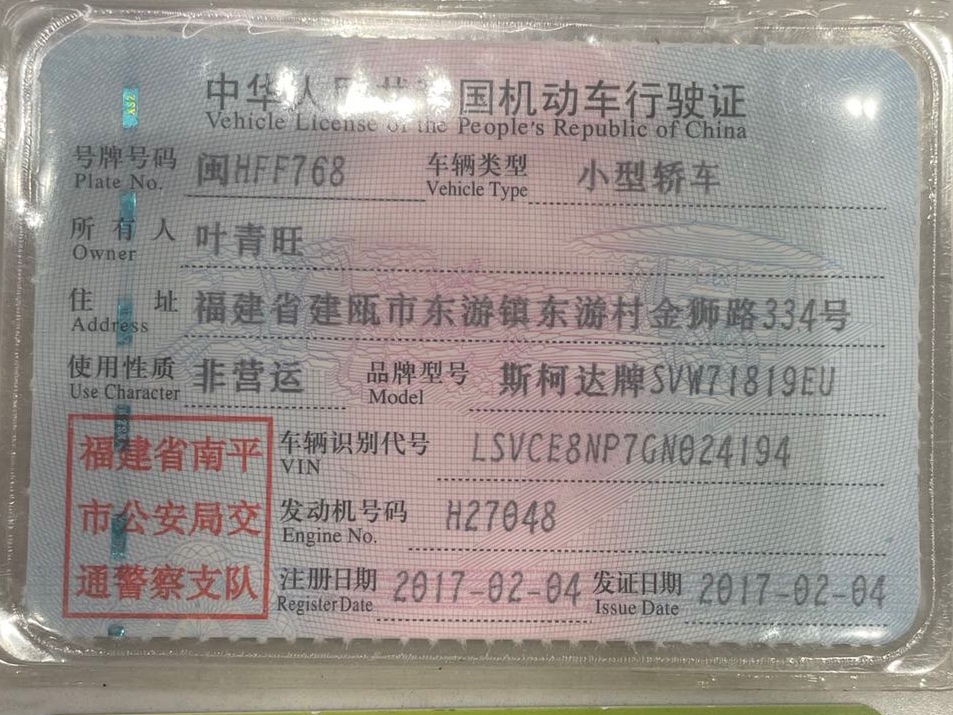 中华人民共和国机动车行驶证
Vehicle License of the People's Republic of China
号牌号码 闽HFF768 车辆类型 小型轿车
Plate No. Vehicle Type
所有人 叶青旺
Owner
住址 福建省建瓯市东游镇东游村金狮路334号
Address
使用性质 非营运 品牌型号 斯柯达牌SVW71819EU
Use Character Model
福建省南平
市公安局交
通警察支队
车辆识别代号 LSVCE8NP7GN024194
VIN
发动机号码 H27048
Engine No.
注册日期 2017-02-04 发证日期 2017-02-04
Register Date Issue Date